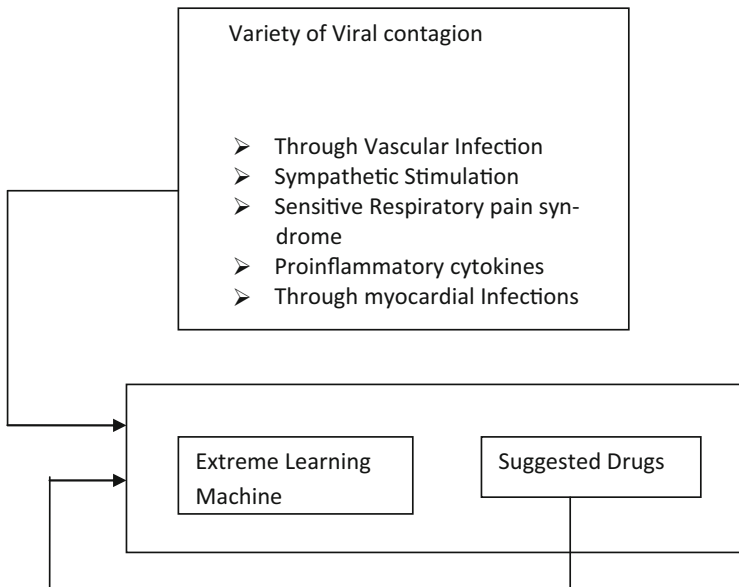 Variety of Viral contagion
➢ Through Vascular Infection
➢ Sympathetic Stimulation
➢ Sensitive Respiratory pain syn-
drome
➢ Proinflammatory cytokines
➢ Through myocardial Infections
Extreme Learning
Machine
Suggested Drugs